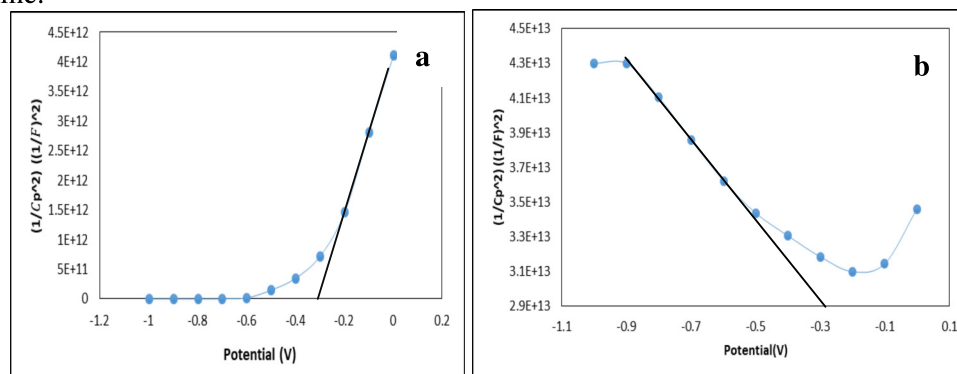 me.
a
4.5E+12
4E+12
3.5E+12
3E+12
2.5E+12
2E+12
1.5E+12
1E+12
5E+11
0
-1.2 -1 -0.8 -0.6 -0.4 -0.2 0 0.2
Potential (V)
(1/Cp^2) ((1/F)^2)
b
4.5E+13
4.3E+13
4.1E+13
3.9E+13
3.7E+13
3.5E+13
3.3E+13
3.1E+13
2.9E+13
-1.1 -0.9 -0.7 -0.5 -0.3 -0.1 0.1
Potential(V)
(1/Cp^2) ((1/F)^2)